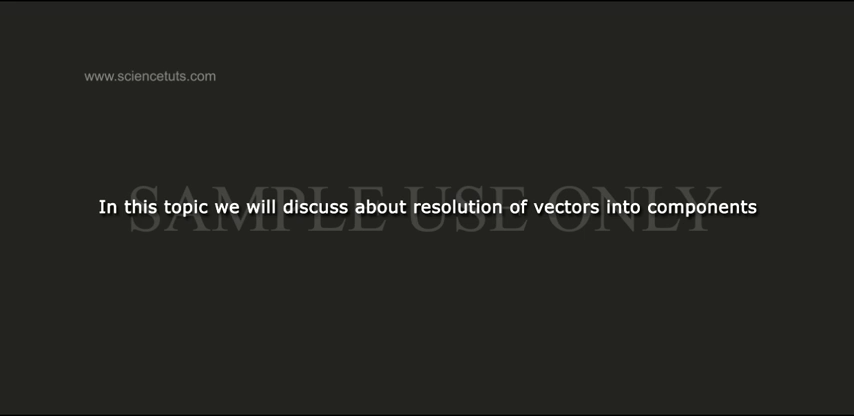 www.sciencetuts.com
SAMPLE USE ONLY
In this topic we will discuss about resolution of vectors into components